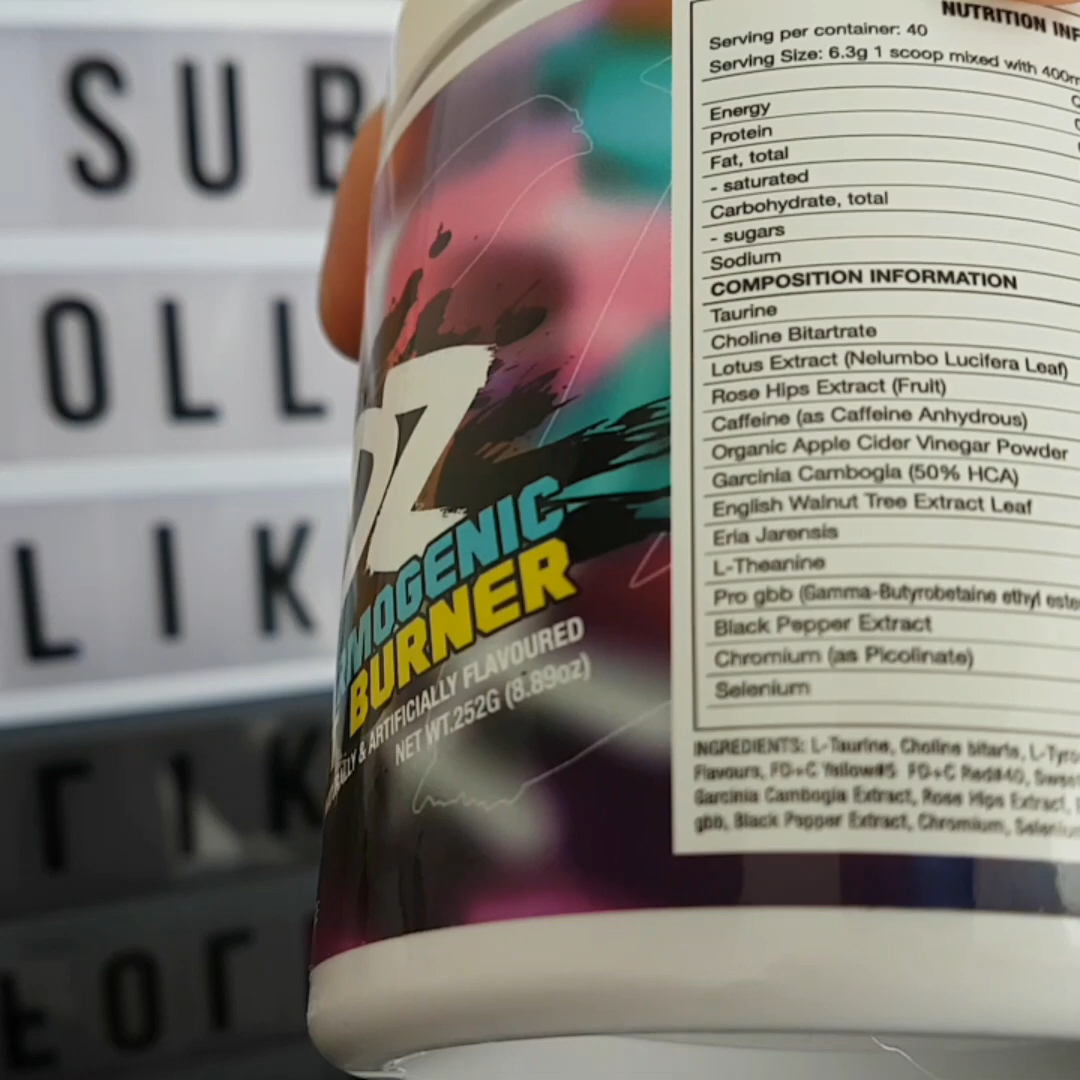 SUB
OLL
LIK
OZ
MOGENIC
BURNER
LLY & ARTIFICIALLY FLAVOURED
NET WT.252G (8.89oz)
NUTRITION INF
Serving per container: 40
Serving Size: 6.3g 1 scoop mixed with 400m
Energy
Protein
Fat, total
- saturated
Carbohydrate, total
- sugars
Sodium
COMPOSITION INFORMATION
Taurine
Choline Bitartrate
Lotus Extract (Nelumbo Lucifera Leaf)
Rose Hips Extract (Fruit)
Caffeine (as Caffeine Anhydrous)
Organic Apple Cider Vinegar Powder
Garcinia Cambogia (50% HCA)
English Walnut Tree Extract Leaf
Eria Jarensis
L-Theanine
Pro gbb (Gamma-Butyrobetaine ethyl este
Black Pepper Extract
Chromium (as Picolinate)
Selenium
INGREDIENTS: L-Taurine, Choline bitarta, L-Tyro
Flavours, FD+C Yellow#5 FD+C Red#40, Swee
Garcinia Cambogia Extract, Rose Hips Extract,
gbb, Black Pepper Extract, Chromium, Seleniu